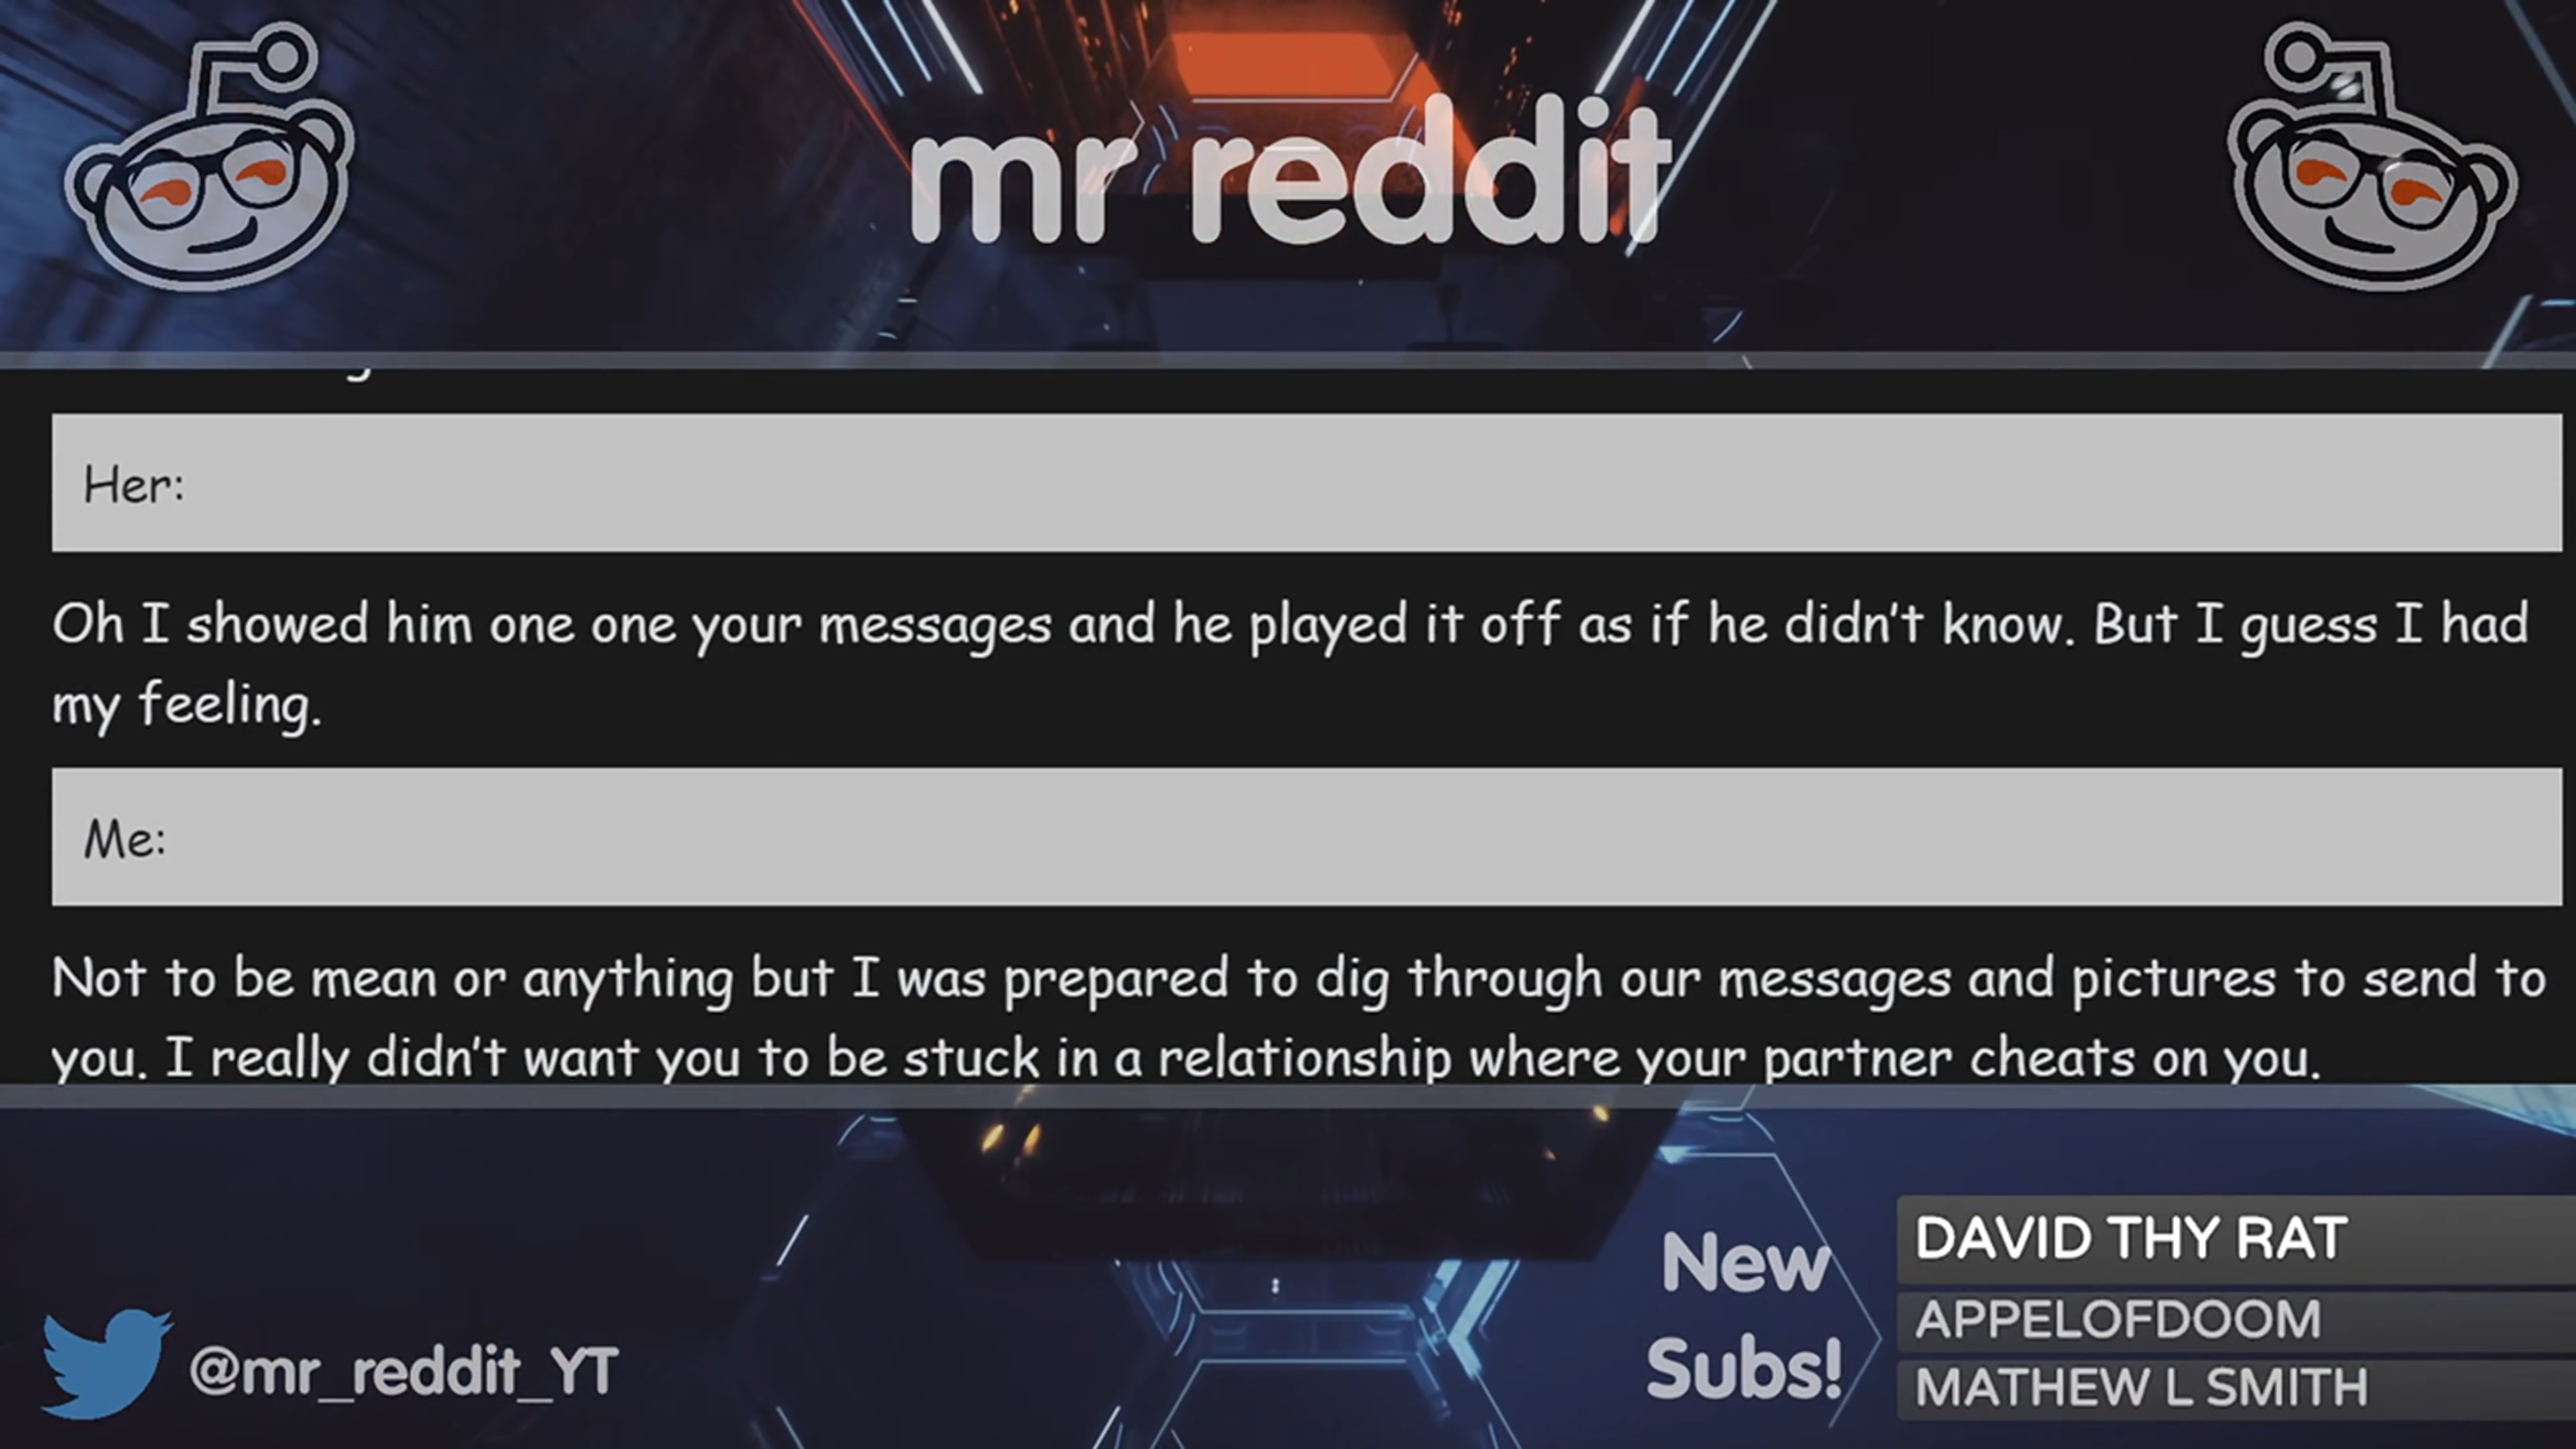 mr reddit
Her:
Oh I showed him one one your messages and he played it off as if he didn't know. But I guess I had
my feeling.
Me:
Not to be mean or anything but I was prepared to dig through our messages and pictures to send to
you. I really didn't want you to be stuck in a relationship where your partner cheats on you.
@mr_reddit_YT
New
Subs!
DAVID THY RAT
APPELOFDOOM
MATHEW L SMITH